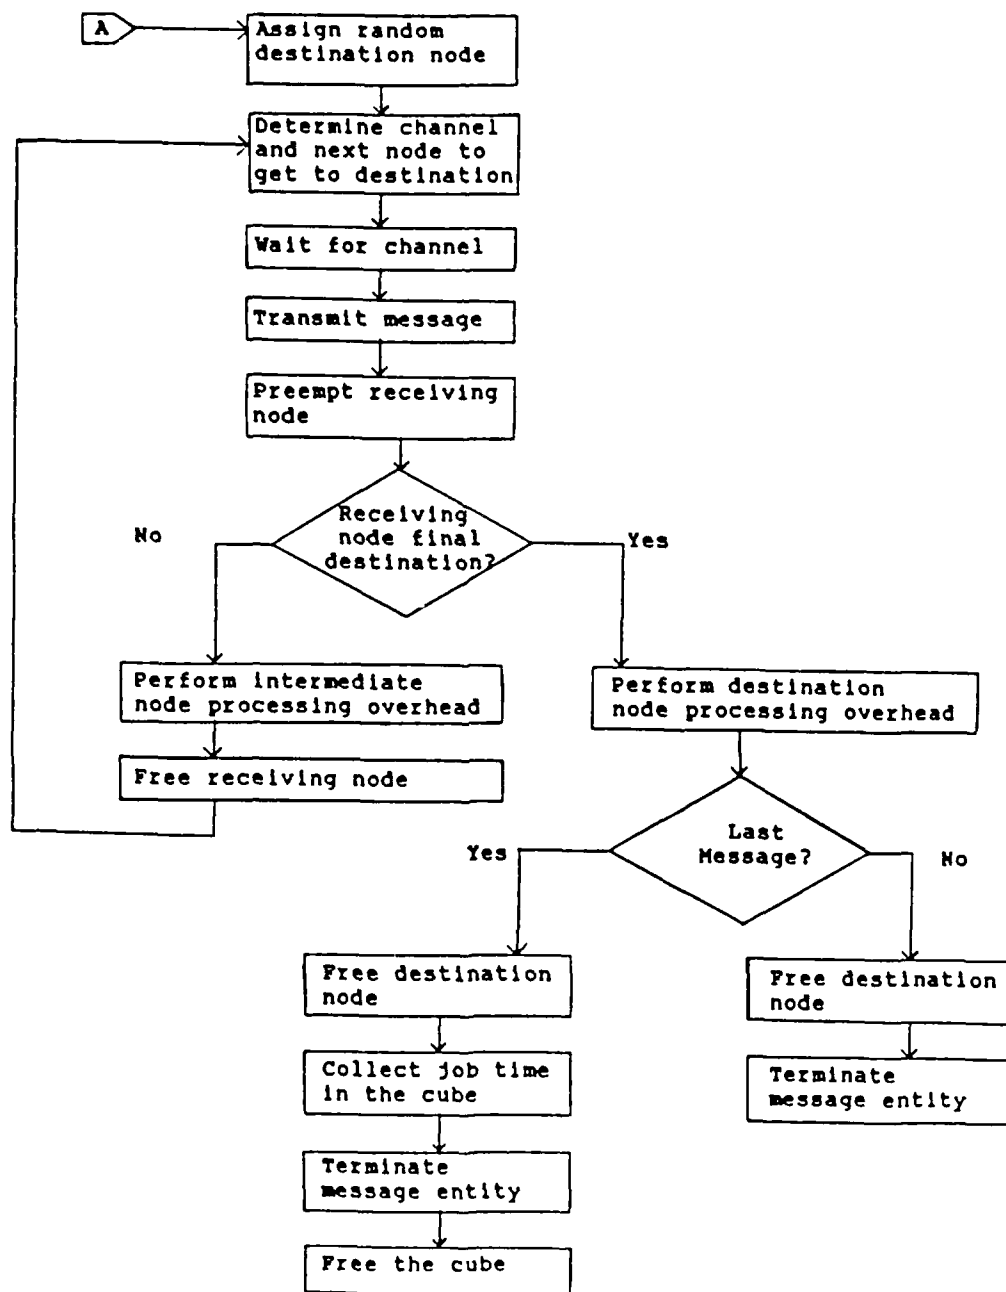 A
Assign random
destination node
Determine channel
and next node to
get to destination
Wait for channel
Transmit message
Preempt receiving
node
Receiving
node final
destination?
No
Yes
Perform intermediate
node processing overhead
Free receiving node
Perform destination
node processing overhead
Last
Message?
Yes
No
Free destination
node
Collect job time
in the cube
Terminate
message entity
Free the cube
Free destination
node
Terminate
message entity